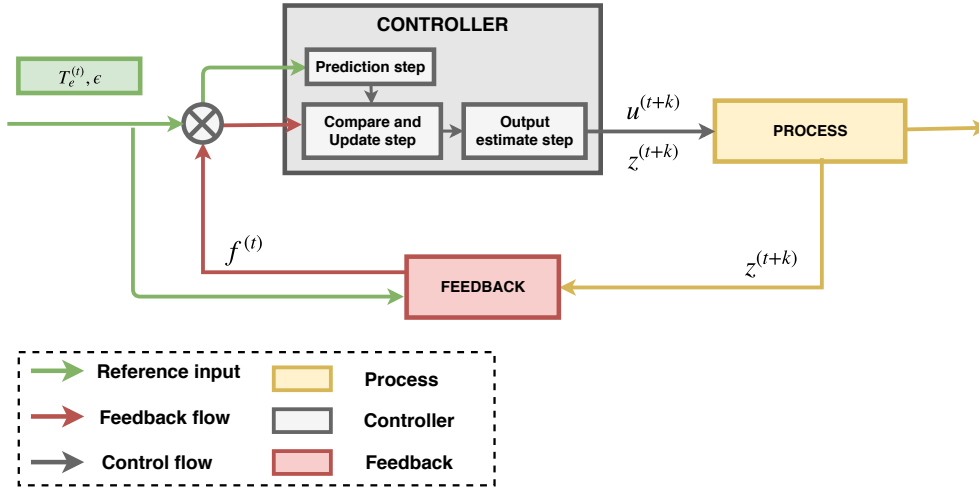 CONTROLLER
T_e^{(t)}, ϵ
Prediction step
Compare and
Update step
Output
estimate step
u^{(t+k)}
z^{(t+k)}
PROCESS
f^{(t)}
z^{(t+k)}
FEEDBACK
Reference input
Process
Feedback flow
Controller
Control flow
Feedback